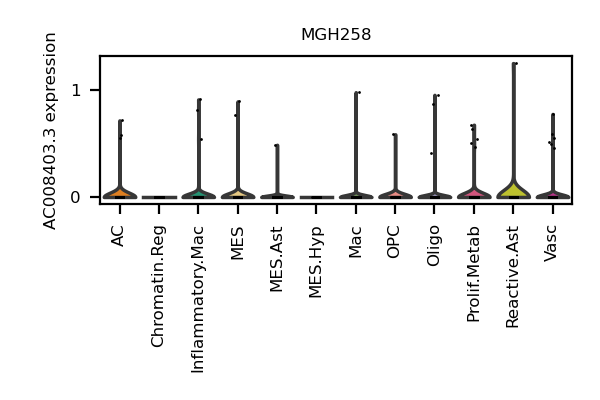 MGH258
AC008403.3 expression
1
0
AC
Chromatin.Reg
Inflammatory.Mac
MES
MES.Ast
MES.Hyp
Mac
OPC
Oligo
Prolif.Metab
Reactive.Ast
Vasc